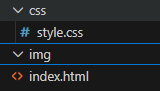 css
# style.css
img
<> index.html